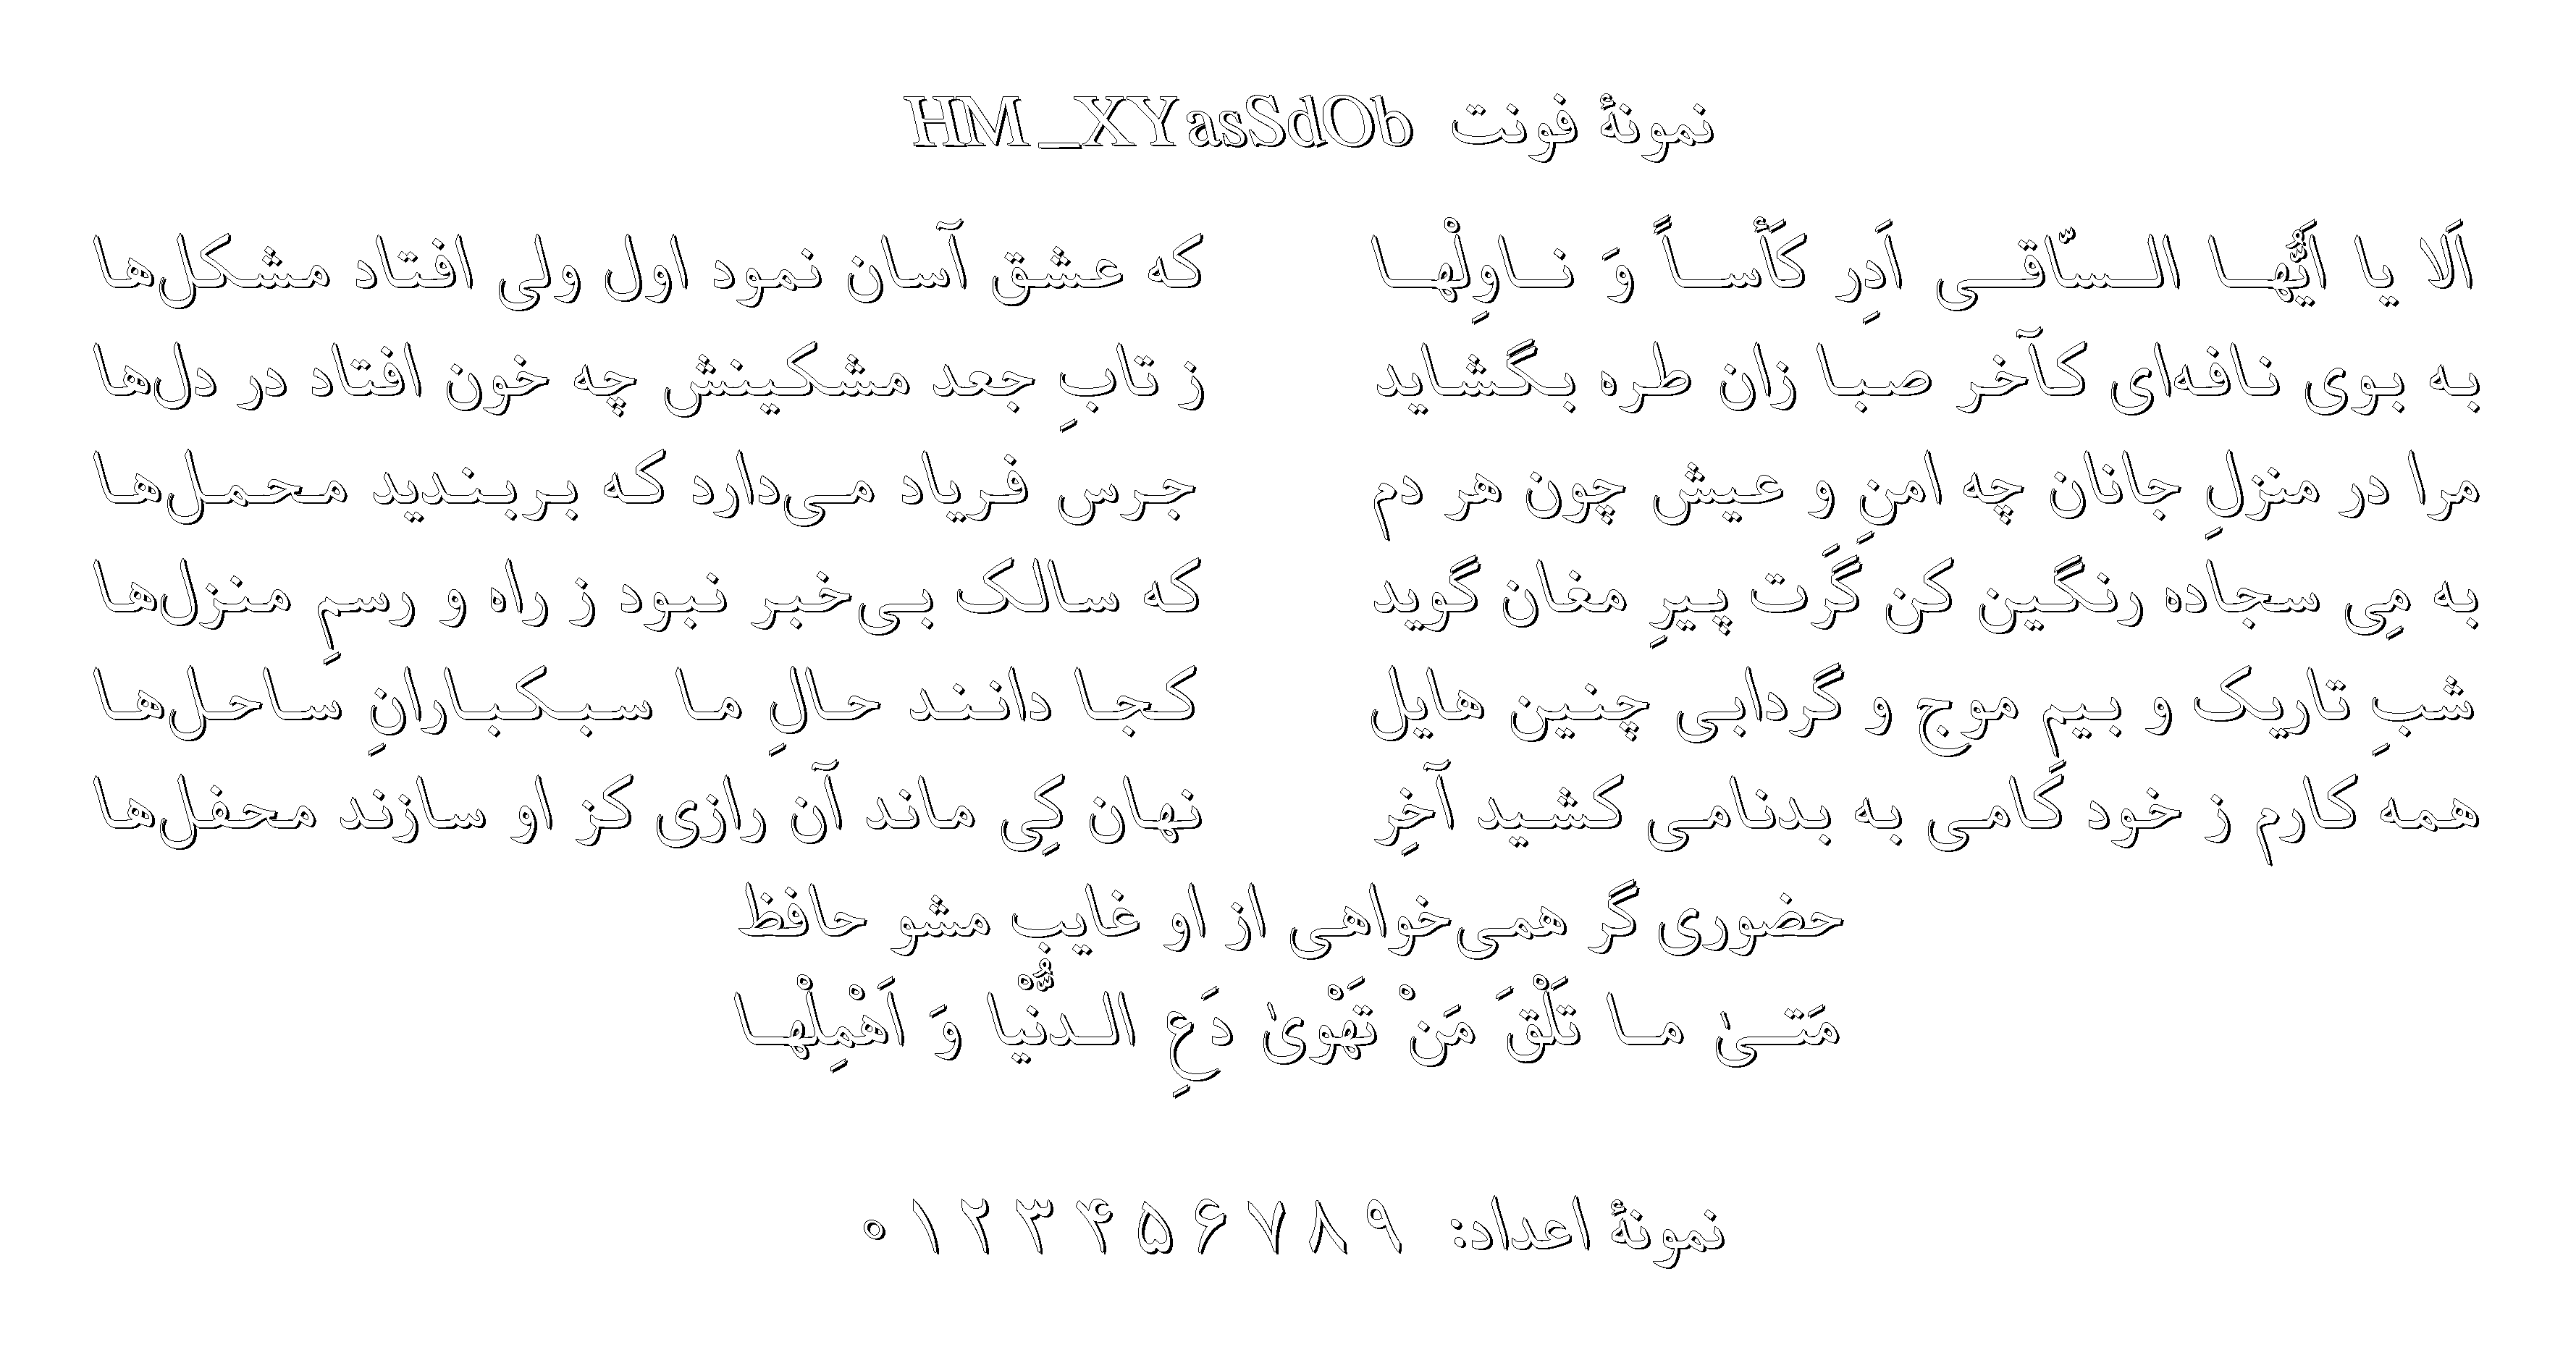 نمونهٔ فونت HM_XYasSdOb
اَلا یا اَیُّها السّاقی اَدِر کَأساً وَ ناوِلْها که عشق آسان نمود اول ولی افتاد مشکل‌ها
به بوی نافه‌ای کآخر صبا زان طره بگشاید ز تابِ جعد مشکینش چه خون افتاد در دل‌ها
مرا در منزلِ جانان چه امنِ و عیش چون هر دم جرس فریاد می‌دارد که بربندید محمل‌ها
به مِی سجاده رنگین کن گَرَت پیرِ مغان گوید که سالک بی‌خبر نبود ز راه و رسمِ منزل‌ها
شبِ تاریک و بیم موج و گردابی چنین هایل کجا دانند حالِ ما سبکبارانِ ساحل‌ها
همه کارم ز خود کامی به بدنامی کشید آخِر نهان کِی ماند آن رازی کز او سازند محفل‌ها
حضوری گر همی‌خواهی از او غایب مشو حافظ
مَتیٰ ما تَلْقَ مَنْ تَهْویٰ دَعِ الدُّنْیا وَ اَهْمِلْها
نمونهٔ اعداد: ۰ ۱ ۲ ۳ ۴ ۵ ۶ ۷ ۸ ۹